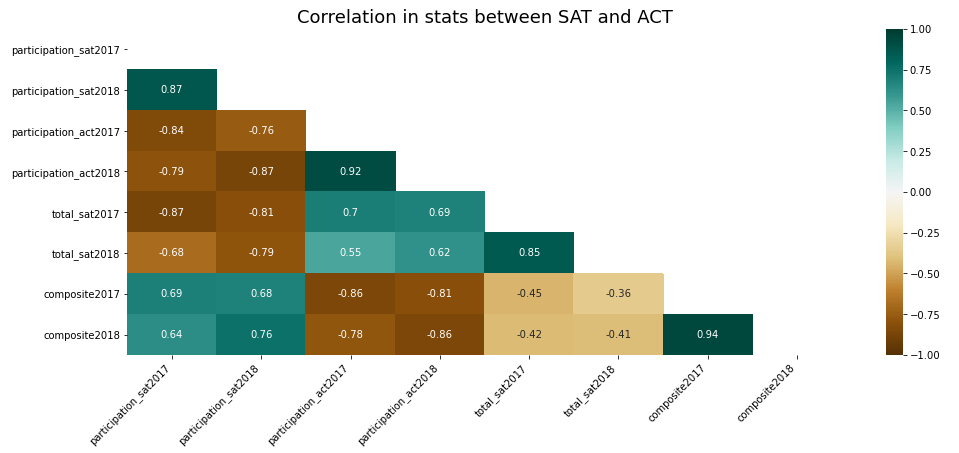 Correlation in stats between SAT and ACT
participation_sat2017
participation_sat2018 0.87
participation_act2017 -0.84 -0.76
participation_act2018 -0.79 -0.87 0.92
total_sat2017 -0.87 -0.81 0.7 0.69
total_sat2018 -0.68 -0.79 0.55 0.62 0.85
composite2017 0.69 0.68 -0.86 -0.81 -0.45 -0.36
composite2018 0.64 0.76 -0.78 -0.86 -0.42 -0.41 0.94
participation_sat2017
participation_sat2018
participation_act2017
participation_act2018
total_sat2017
total_sat2018
composite2017
composite2018
1.00
0.75
0.50
0.25
0.00
−0.25
−0.50
−0.75
−1.00